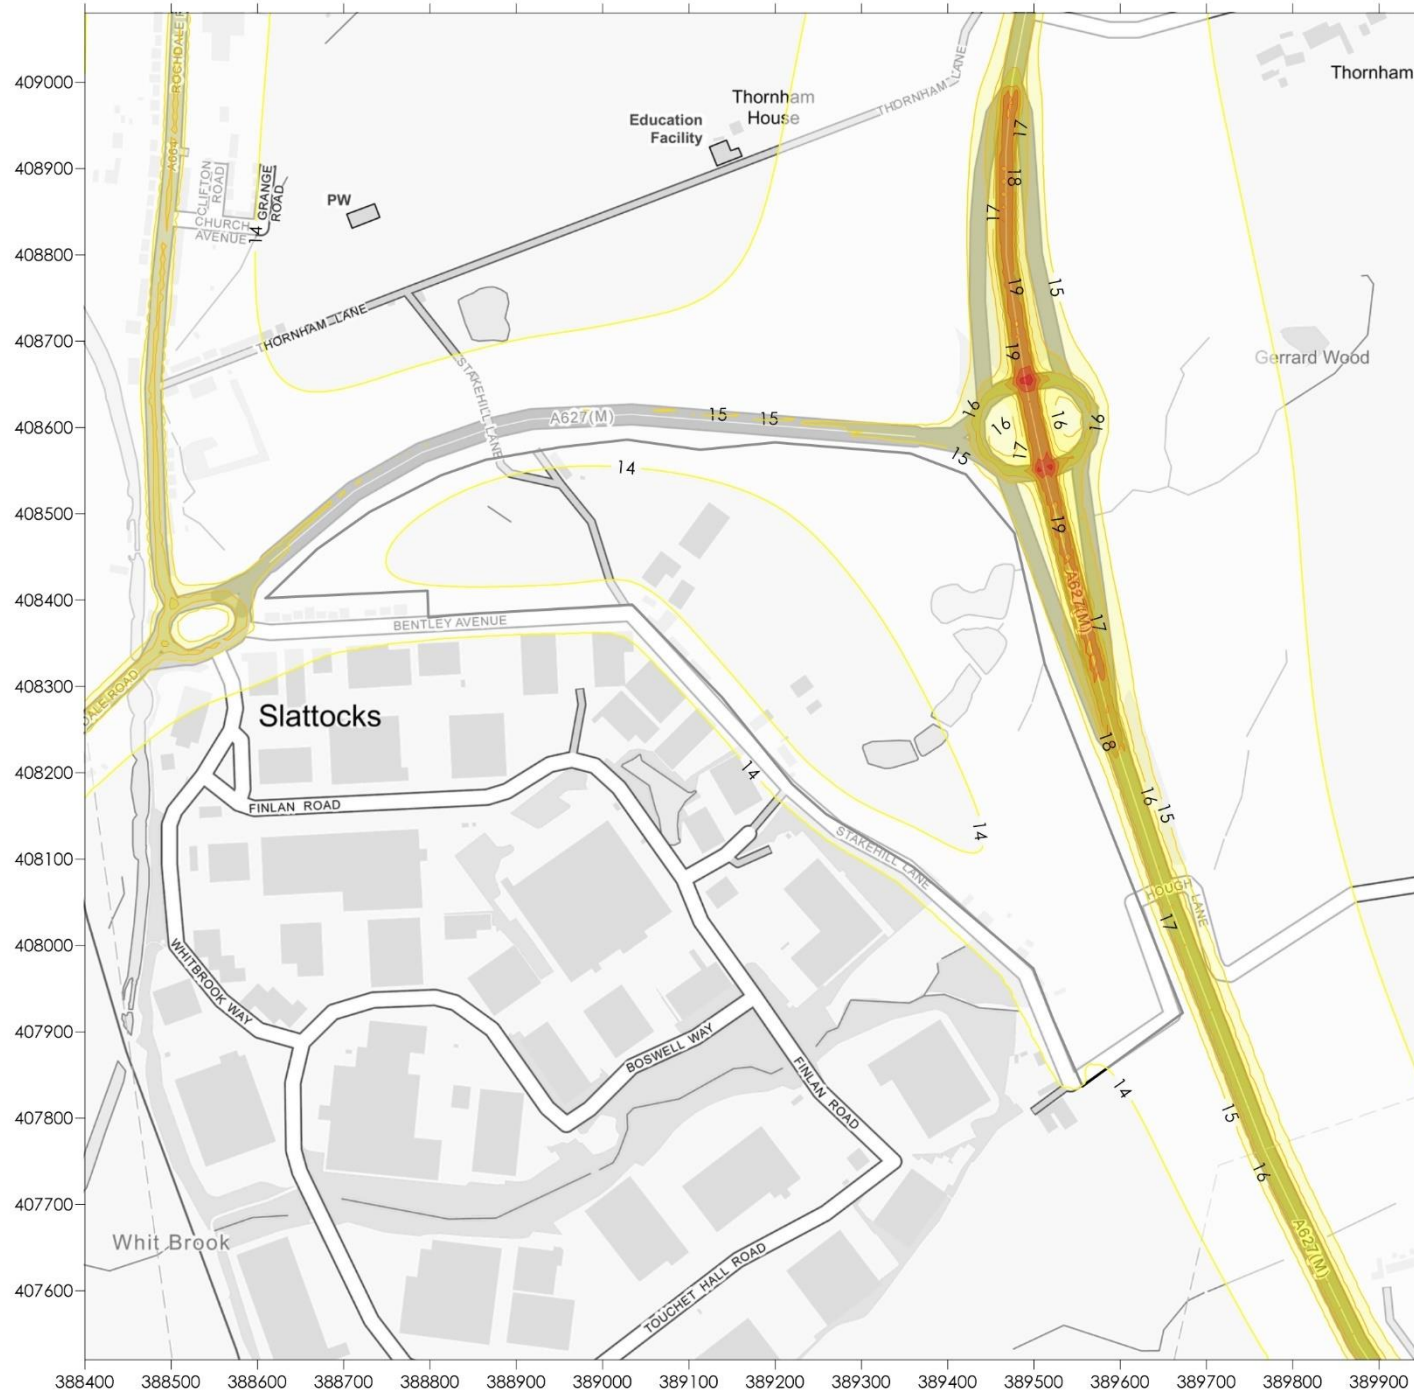 409000
408900
408800
408700
408600
408500
408400
408300
408200
408100
408000
407900
407800
407700
407600
388400
388500
388600
388700
388800
388900
389000
389100
389200
389300
389400
389500
389600
389700
389800
389900
A664
CLIFTON
ROAD
GRANGE
ROAD
CHURCH
AVENUE
14
PW
Education
Facility
Thornham
House
THORNHAM LANE
Thornham
THORNHAM LANE
STAKEHILL LANE
A627(M)
15
15
14
15
16
16
17
16
16
17
18
17
19
15
19
19
A627(M)
17
18
16
15
Gerrard Wood
BENTLEY AVENUE
DALE ROAD
Slattocks
FINLAN ROAD
14
14
STAKEHILL LANE
HOUGH
LANE
17
WHITBROOK WAY
BOSWELL WAY
FINLAN ROAD
14
15
16
A627(M)
TOUCHET HALL ROAD
Whit Brook